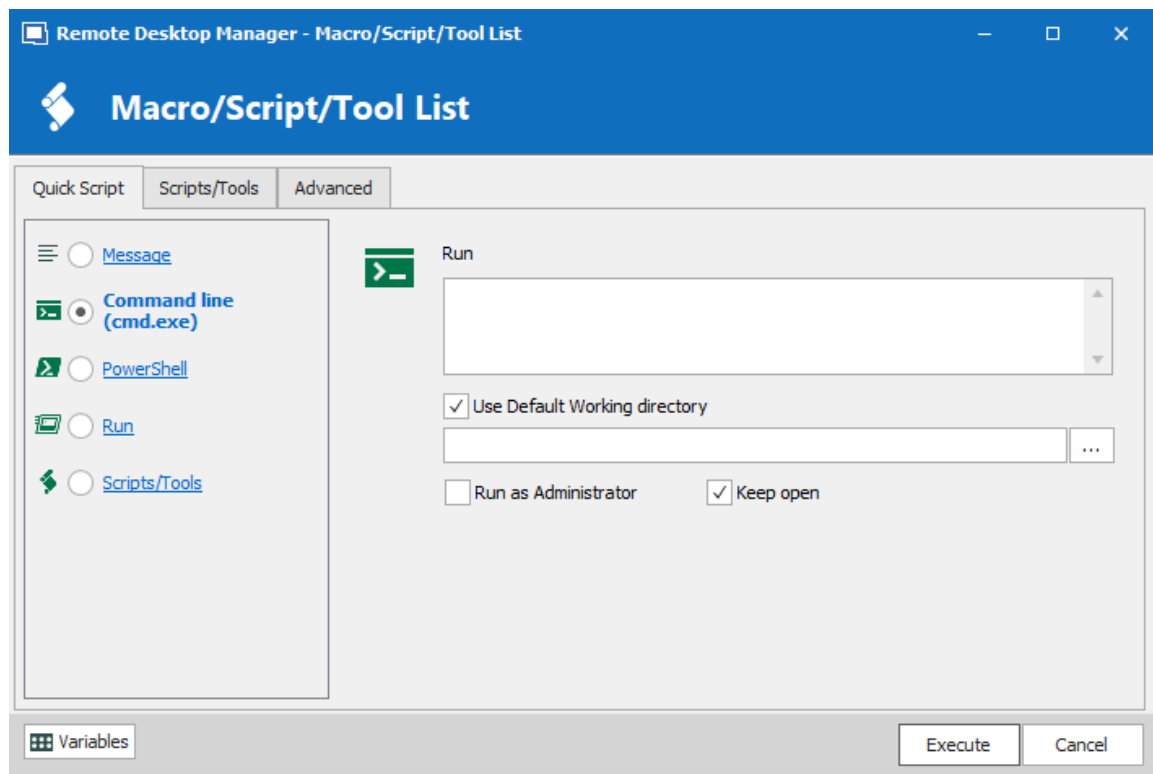 Remote Desktop Manager - Macro/Script/Tool List
Macro/Script/Tool List
Quick Script
Scripts/Tools
Advanced
Message
Command line
(cmd.exe)
PowerShell
Run
Scripts/Tools
Run
Use Default Working directory
...
Run as Administrator
Keep open
Variables
Execute
Cancel